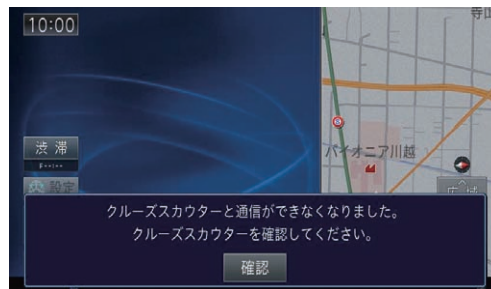 10:00
寺山
渋 滞
設定
パイオニア川越
広 域
クルーズスカウターと通信ができなくなりました。
クルーズスカウターを確認してください。
確認